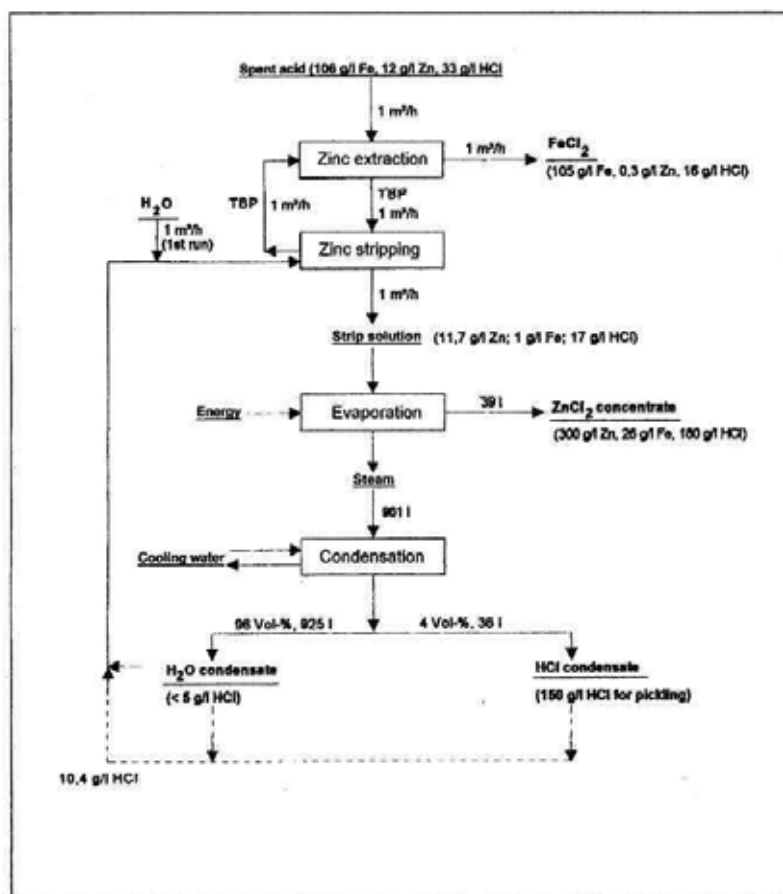 Spent acid (106 g/l Fe, 12 g/l Zn, 33 g/l HCl
1 m³/h
Zinc extraction
1 m³/h
FeCl2
(105 g/l Fe, 0,3 g/l Zn, 16 g/l HCl)
H2O
1 m³/h
(1st run)
TBP
1 m³/h
TBP
1 m³/h
Zinc stripping
1 m³/h
Strip solution (11,7 g/l Zn; 1 g/l Fe; 17 g/l HCl)
Energy
Evaporation
39 l
ZnCl2 concentrate
(300 g/l Zn, 26 g/l Fe, 180 g/l HCl)
Steam
961 l
Cooling water
Condensation
96 Vol-%, 925 l
4 Vol-%, 36 l
H2O condensate
(< 5 g/l HCl)
HCl condensate
(150 g/l HCl for pickling)
10,4 g/l HCl